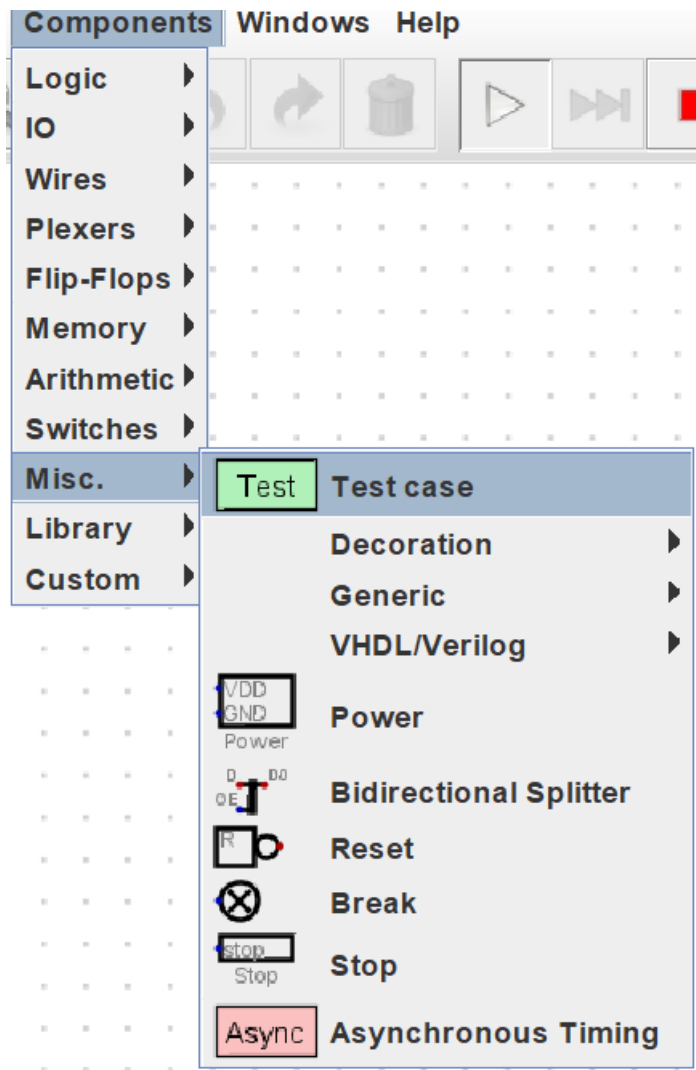 Components Windows Help
Logic
IO
Wires
Plexers
Flip-Flops
Memory
Arithmetic
Switches
Misc.
Library
Custom
Test Test case
Decoration
Generic
VHDL/Verilog
VDD
GND
Power
Power
D D0
OE
Bidirectional Splitter
R
Reset
Break
stop
Stop
Stop
Async Asynchronous Timing